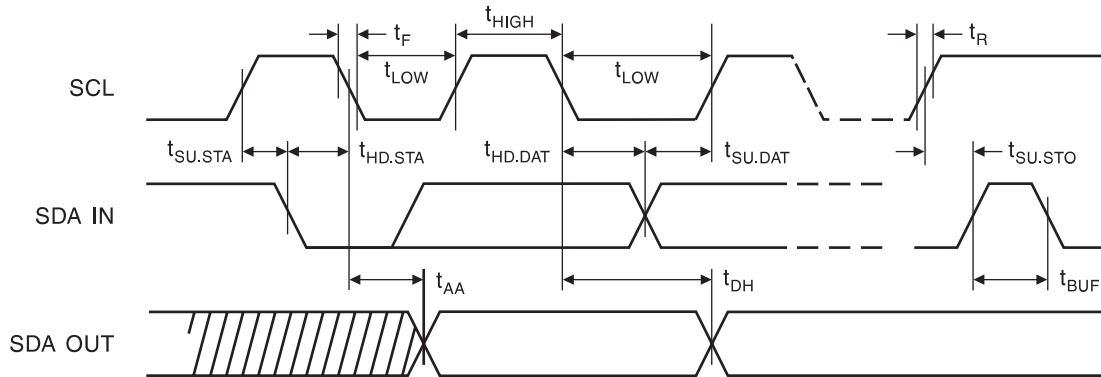 tHIGH
tF
tR
tLOW
tLOW
SCL
tSU.STA
tHD.STA
tHD.DAT
tSU.DAT
tSU.STO
SDA IN
tAA
tDH
tBUF
SDA OUT